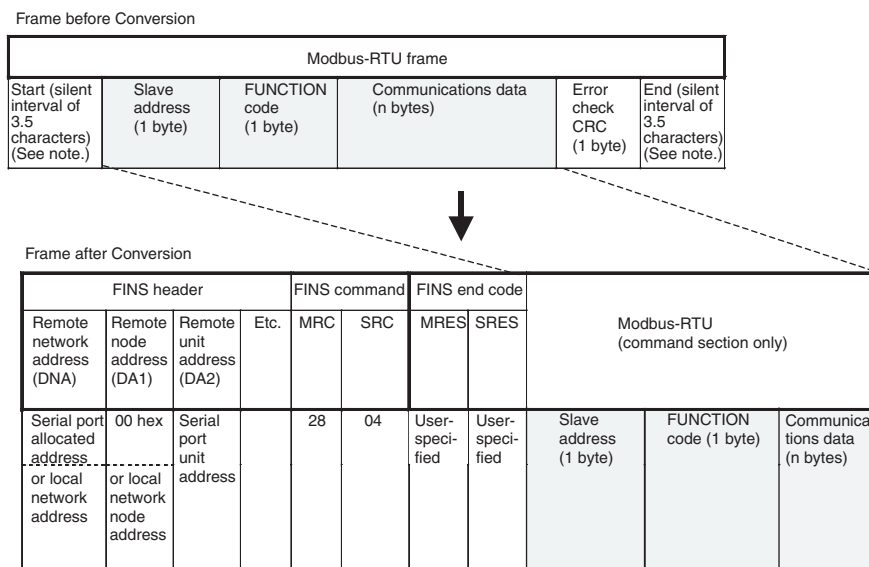 Frame before Conversion
Modbus-RTU frame
Start (silent
interval of
3.5
characters)
(See note.)
Slave
address
(1 byte)
FUNCTION
code
(1 byte)
Communications data
(n bytes)
Error
check
CRC
(1 byte)
End (silent
interval of
3.5
characters)
(See note.)
Frame after Conversion
FINS header
FINS command
FINS end code
Modbus-RTU
(command section only)
Remote
network
address
(DNA)
Remote
node
address
(DA1)
Remote
unit
address
(DA2)
Etc.
MRC
SRC
MRES
SRES
Serial port
allocated
address
or local
network
address
00 hex
or local
network
node
address
Serial
port
unit
address
28
04
User-
speci-
fied
User-
speci-
fied
Slave
address
(1 byte)
FUNCTION
code (1 byte)
Communica
tions data
(n bytes)